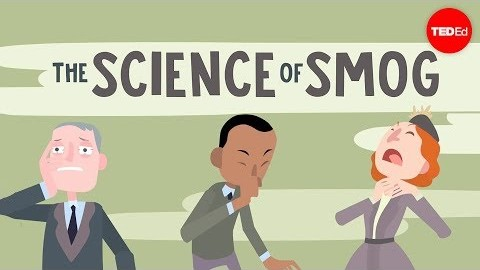 TED Ed
THE SCIENCE OF SMOG